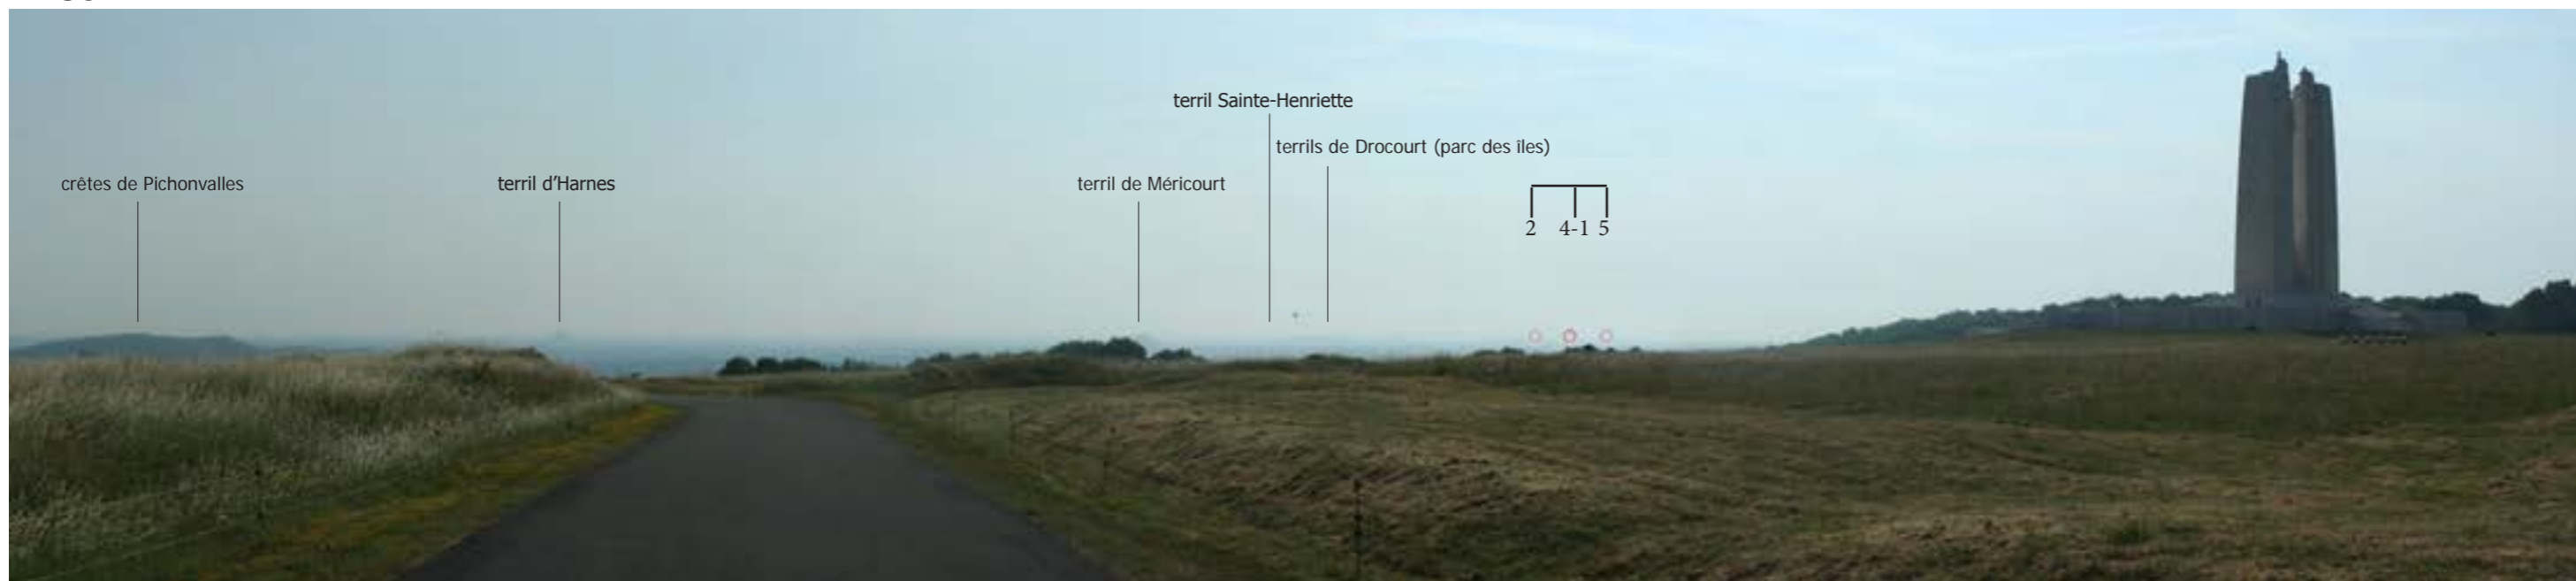 terril Sainte-Henriette
terrils de Drocourt (parc des îles)
crêtes de Pichonvalles
terril d'Harnes
terril de Méricourt
2 4-1 5